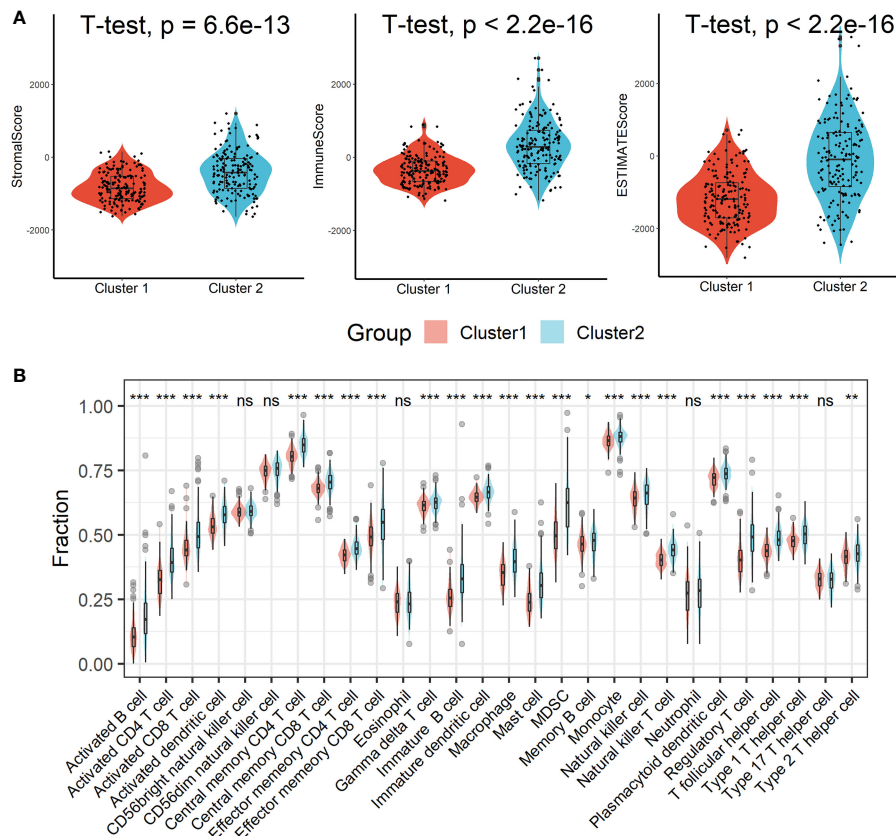 A
T-test, p = 6.6e-13
T-test, p < 2.2e-16
T-test, p < 2.2e-16
StromalScore
2000
0
-2000
Cluster 1
Cluster 2
ImmuneScore
2000
0
-2000
Cluster 1
Cluster 2
ESTIMATEScore
2000
0
-2000
Cluster 1
Cluster 2
Group Cluster1 Cluster2
B
*** *** *** *** ns ns *** *** *** *** ns *** *** *** *** *** *** * *** *** *** ns *** *** *** *** ns **
Fraction
1.00
0.75
0.50
0.25
0.00
Activated B cell
Activated CD4 T cell
Activated CD8 T cell
Activated dendritic cell
CD56bright natural killer cell
CD56dim natural killer cell
Central memory CD4 T cell
Central memory CD8 T cell
Effector memeory CD4 T cell
Effector memeory CD8 T cell
Eosinophil
Gamma delta T cell
Immature B cell
Immature dendritic cell
Macrophage
Mast cell
MDSC
Memory B cell
Monocyte
Natural killer cell
Natural killer T cell
Neutrophil
Plasmacytoid dendritic cell
Regulatory T cell
T follicular helper cell
Type 1 T helper cell
Type 17 T helper cell
Type 2 T helper cell